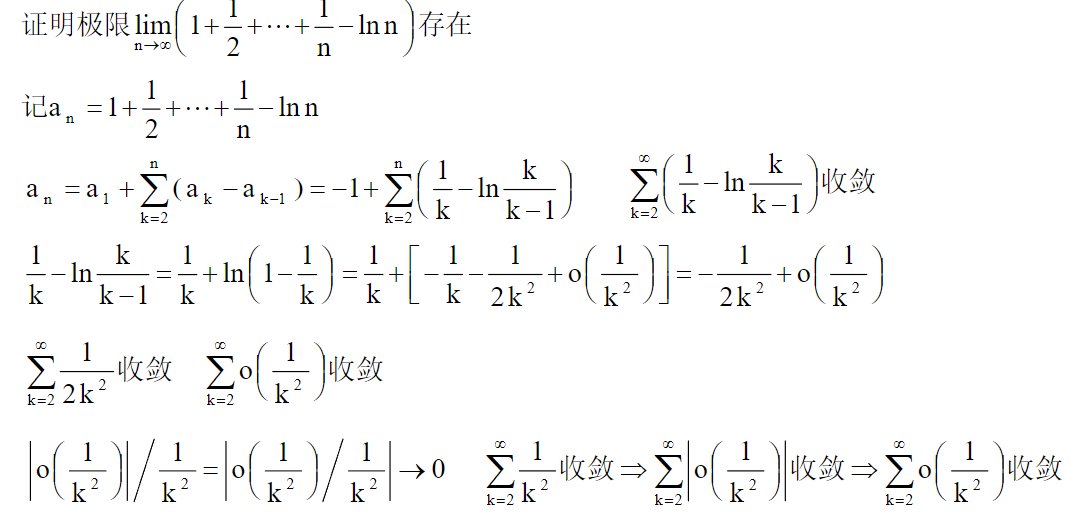 证明极限 lim_{n→∞} (1 + 1/2 + ⋯ + 1/n − ln n) 存在
记 a_n = 1 + 1/2 + ⋯ + 1/n − ln n
a_n = a_1 + ∑_{k=2}^{n} (a_k − a_{k−1}) = −1 + ∑_{k=2}^{n} (1/k − ln k/(k−1)) ∑_{k=2}^{∞} (1/k − ln k/(k−1)) 收敛
1/k − ln k/(k−1) = 1/k + ln(1 − 1/k) = 1/k + [−1/k − 1/(2k²) + o(1/k²)] = −1/(2k²) + o(1/k²)
∑_{k=2}^{∞} 1/(2k²) 收敛 ∑_{k=2}^{∞} o(1/k²) 收敛
|o(1/k²)| / 1/k² = |o(1/k²) / 1/k²| → 0 ∑_{k=2}^{∞} 1/k² 收敛 ⇒ ∑_{k=2}^{∞} |o(1/k²)| 收敛 ⇒ ∑_{k=2}^{∞} o(1/k²) 收敛